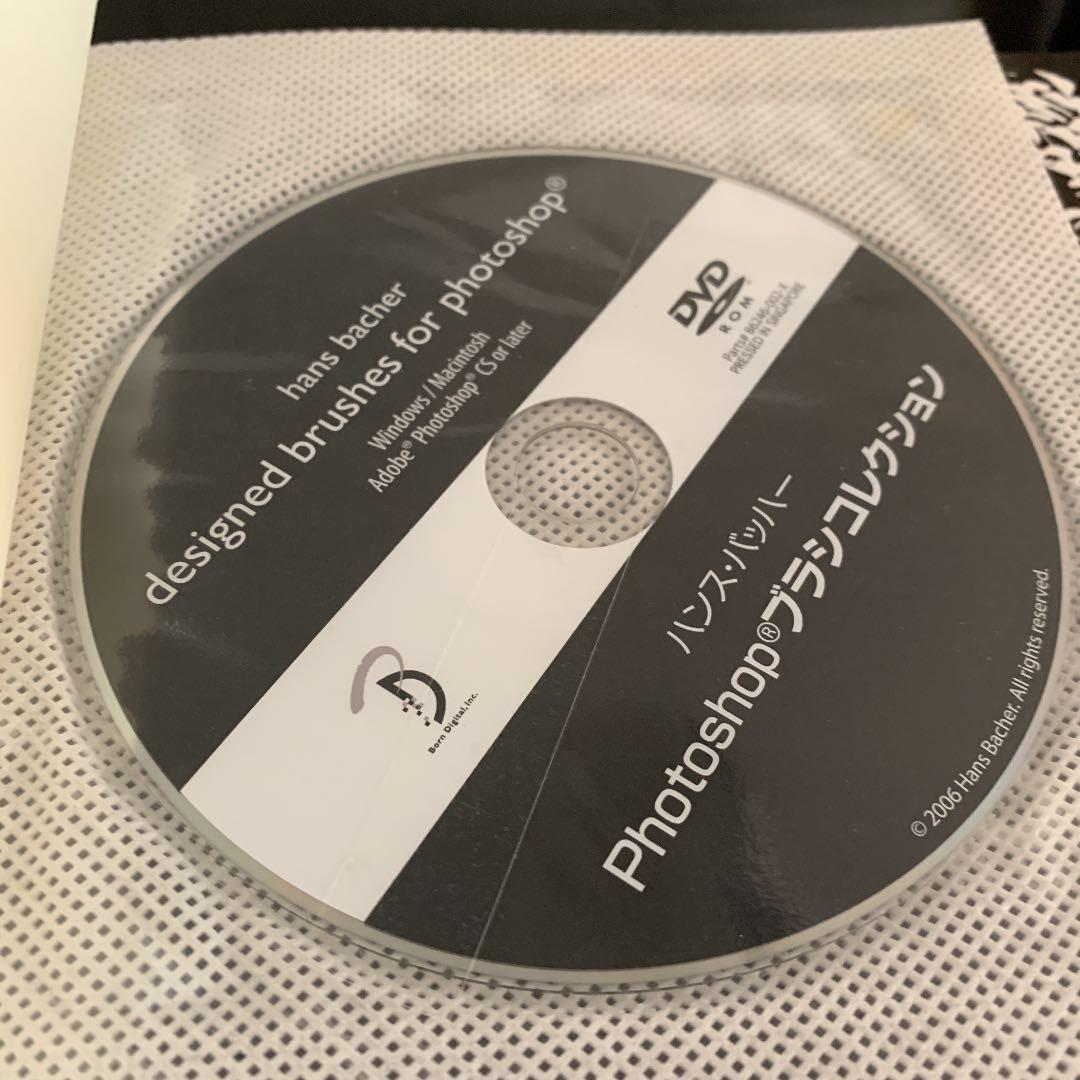 hans bacher
designed brushes for photoshop®
Windows / Macintosh
Adobe® Photoshop® CS or later
DVD
ROM
PRESSED IN SINGAPORE
Born Digital, Inc.
ハンス・バッハー
Photoshop®ブラシコレクション
© 2006 Hans Bacher. All rights reserved.